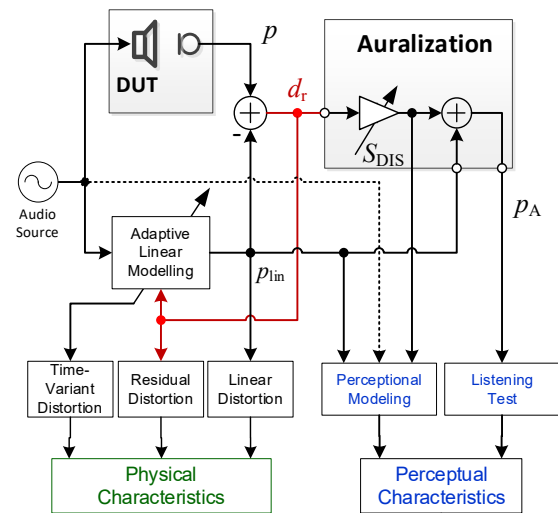 DUT
p
Auralization
d_r
-
S_DIS
Audio
Source
p_A
Adaptive
Linear
Modelling
p_lin
Time-
Variant
Distortion
Residual
Distortion
Linear
Distortion
Perceptional
Modeling
Listening
Test
Physical
Characteristics
Perceptual
Characteristics